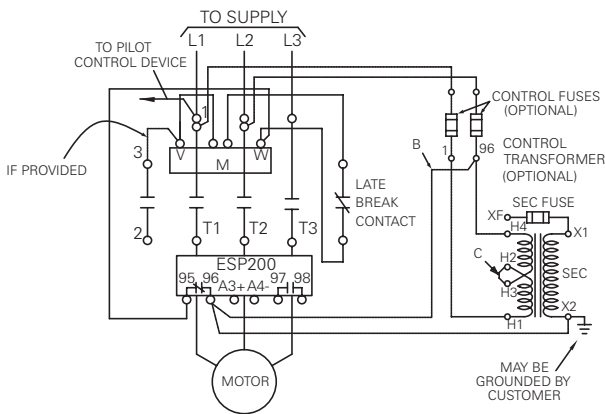 TO SUPPLY
L1 L2 L3
TO PILOT
CONTROL DEVICE
1
CONTROL FUSES
(OPTIONAL)
IF PROVIDED
3
V
M
W
B
1
96
CONTROL
TRANSFORMER
(OPTIONAL)
LATE
BREAK
CONTACT
SEC FUSE
XF
X1
H4
2
T1 T2 T3
C
H2
H3
SEC
ESP200
95 96 A3+ A4- 97 98
H1
X2
MOTOR
MAY BE
GROUNDED BY
CUSTOMER